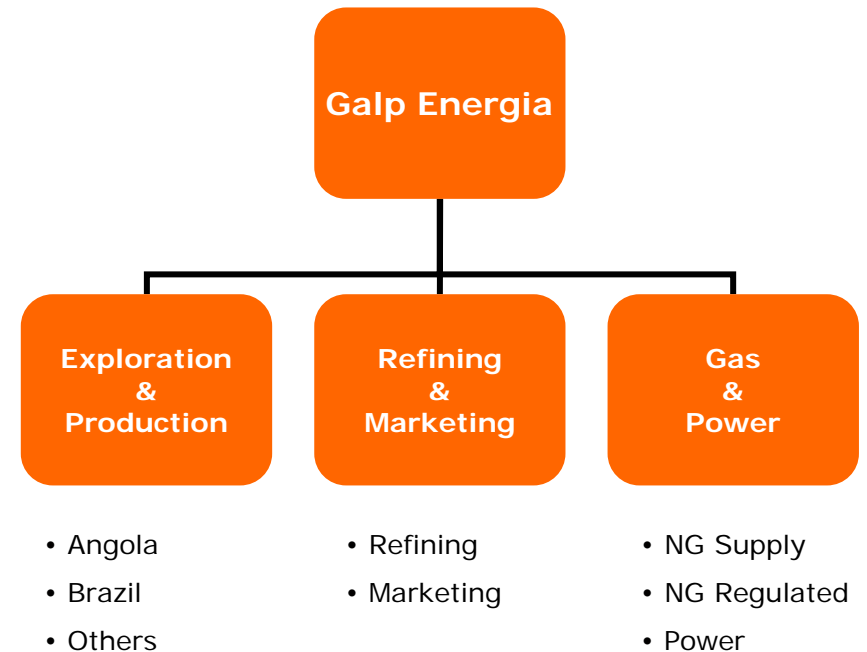 Galp Energia
Exploration
&
Production
Refining
&
Marketing
Gas
&
Power
• Angola
• Brazil
• Others
• Refining
• Marketing
• NG Supply
• NG Regulated
• Power